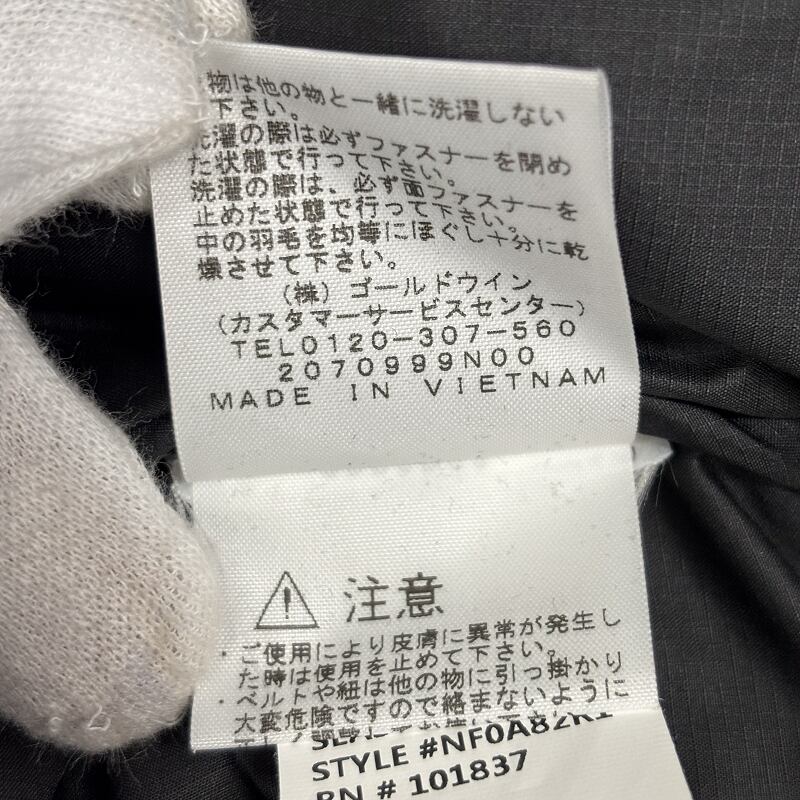 物は他の物と一緒に洗濯しない
下さい。
洗濯の際は必ずファスナーを閉め
た状態で行って下さい。
洗濯の際は、必ず面ファスナーを
止めた状態で行って下さい。
中の羽毛を均等にほぐし十分に乾
燥させて下さい。
(株)ゴールドウイン
(カスタマーサービスセンター)
TEL0120-307-560
2070999N00
MADE IN VIETNAM
注意
・ご使用により皮膚に異常が発生し
た時は使用を止めて下さい。
・ベルトや紐は他の物に引っ掛かり
大変危険ですので絡まないように
STYLE #NF0A82R1
RN # 101837